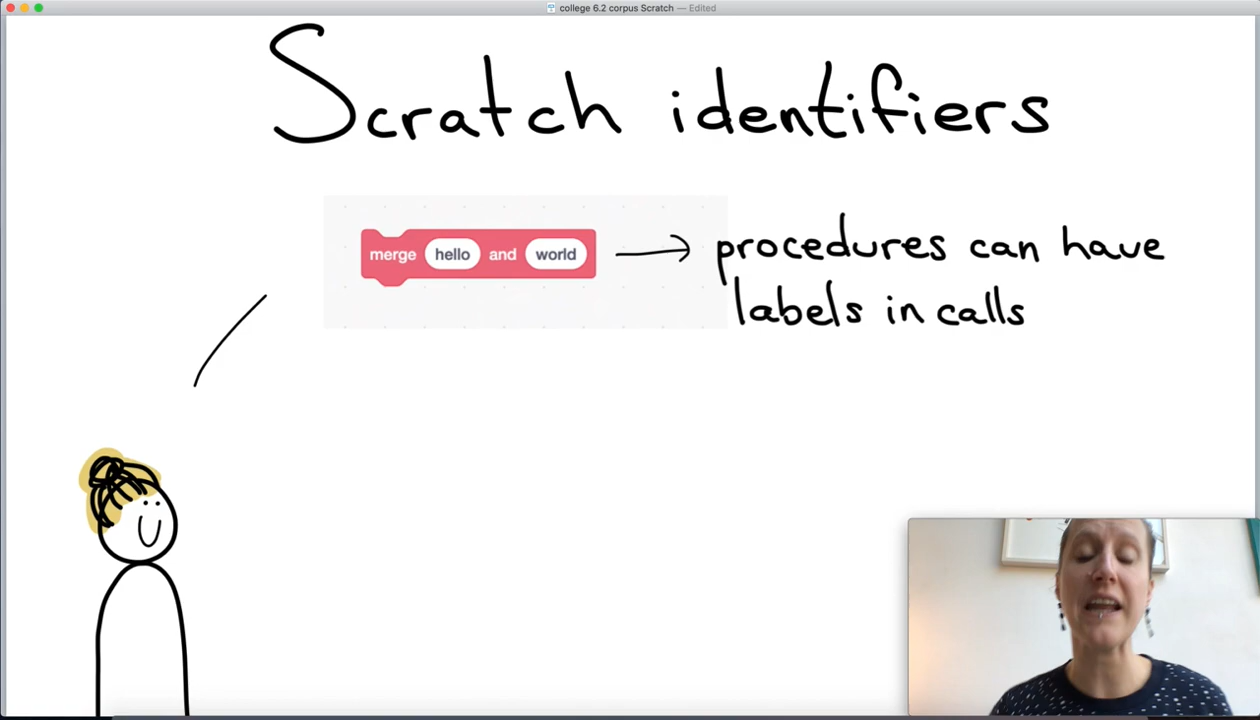 college 6.2 corpus Scratch — Edited
Scratch identifiers
merge hello and world
procedures can have
labels in calls